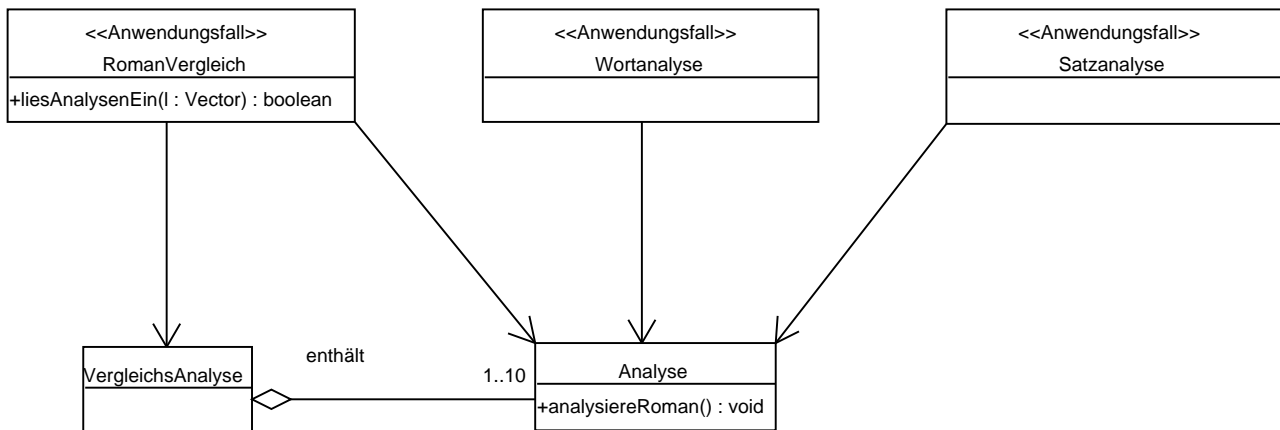 <<Anwendungsfall>>
RomanVergleich
+liesAnalysenEin(l : Vector) : boolean
<<Anwendungsfall>>
Wortanalyse
<<Anwendungsfall>>
Satzanalyse
enthält
1..10
VergleichsAnalyse
Analyse
+analysiereRoman() : void